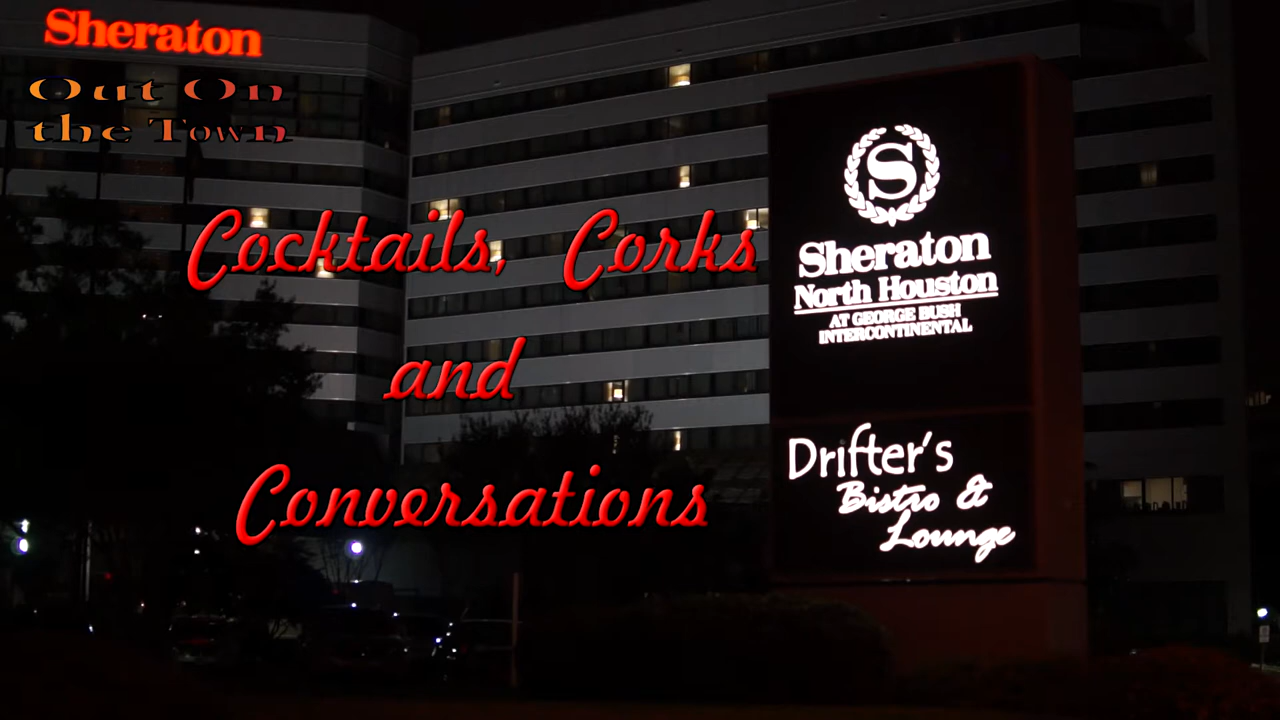 Sheraton
Out On
the Town
Cocktails, Corks
and
Conversations
S
Sheraton
North Houston
AT GEORGE BUSH
INTERCONTINENTAL
Drifter's
Bistro &
Lounge